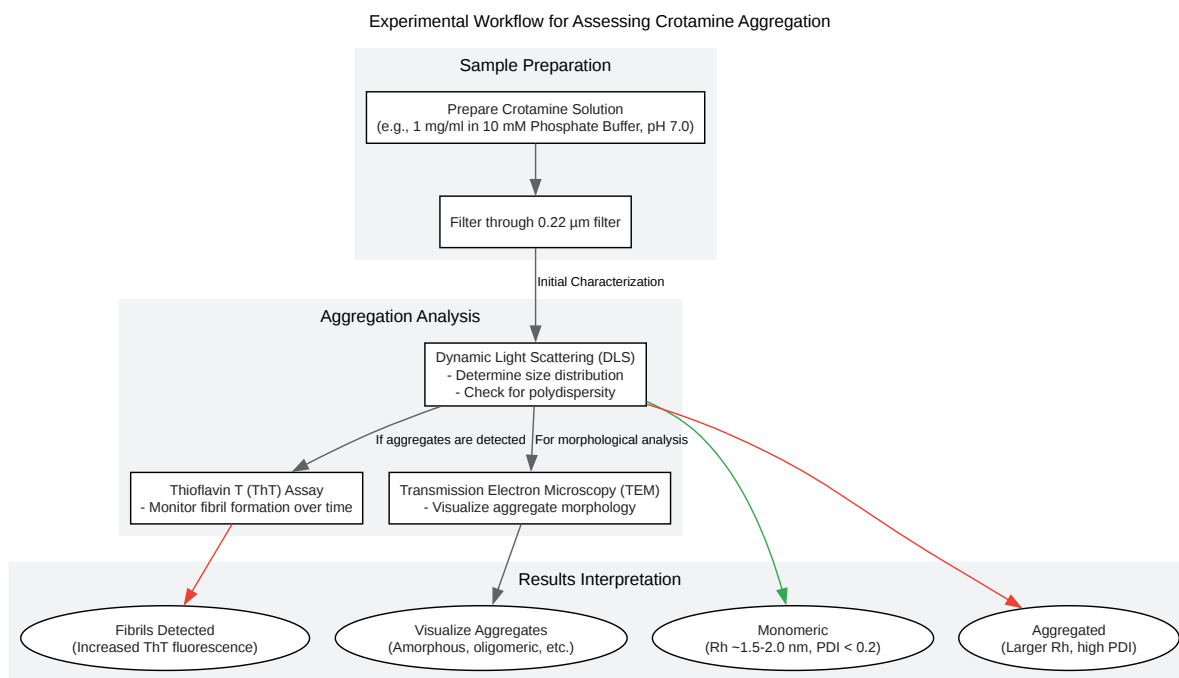 Experimental Workflow for Assessing Crotamine Aggregation
Sample Preparation
Prepare Crotamine Solution
(e.g., 1 mg/ml in 10 mM Phosphate Buffer, pH 7.0)
Filter through 0.22 µm filter
Initial Characterization
Aggregation Analysis
Dynamic Light Scattering (DLS)
- Determine size distribution
- Check for polydispersity
If aggregates are detected
For morphological analysis
Thioflavin T (ThT) Assay
- Monitor fibril formation over time
Transmission Electron Microscopy (TEM)
- Visualize aggregate morphology
Results Interpretation
Fibrils Detected
(Increased ThT fluorescence)
Visualize Aggregates
(Amorphous, oligomeric, etc.)
Monomeric
(Rh ~1.5-2.0 nm, PDI < 0.2)
Aggregated
(Larger Rh, high PDI)